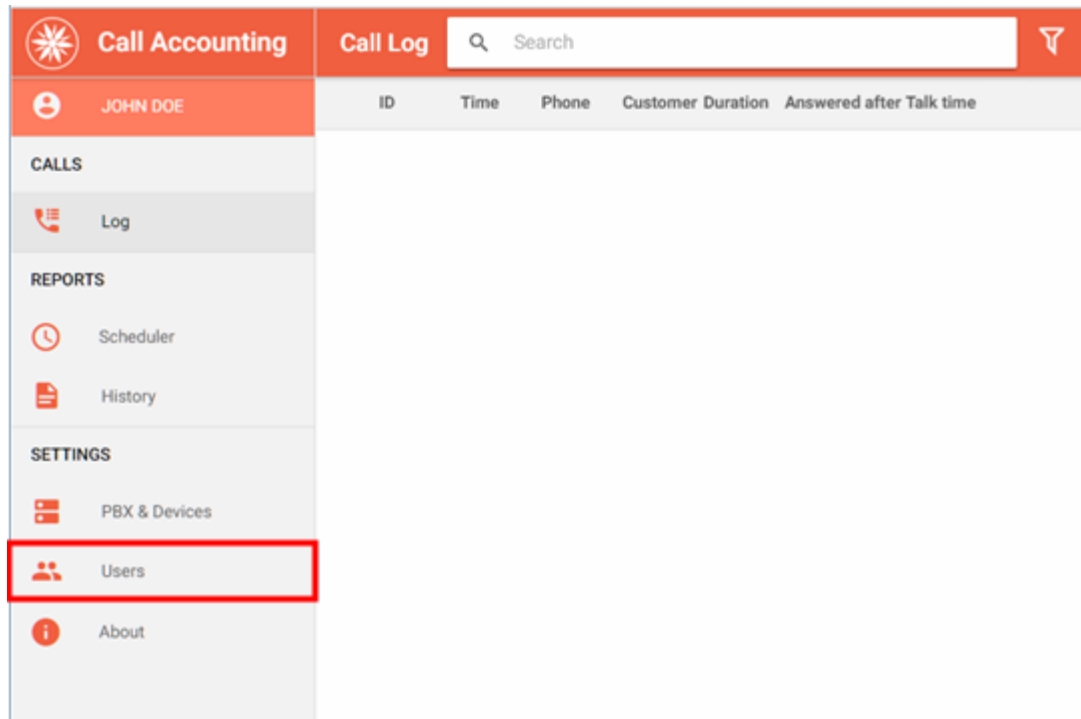 Call Accounting
Call Log
Search
JOHN DOE
ID Time Phone Customer Duration Answered after Talk time
CALLS
Log
REPORTS
Scheduler
History
SETTINGS
PBX & Devices
Users
About